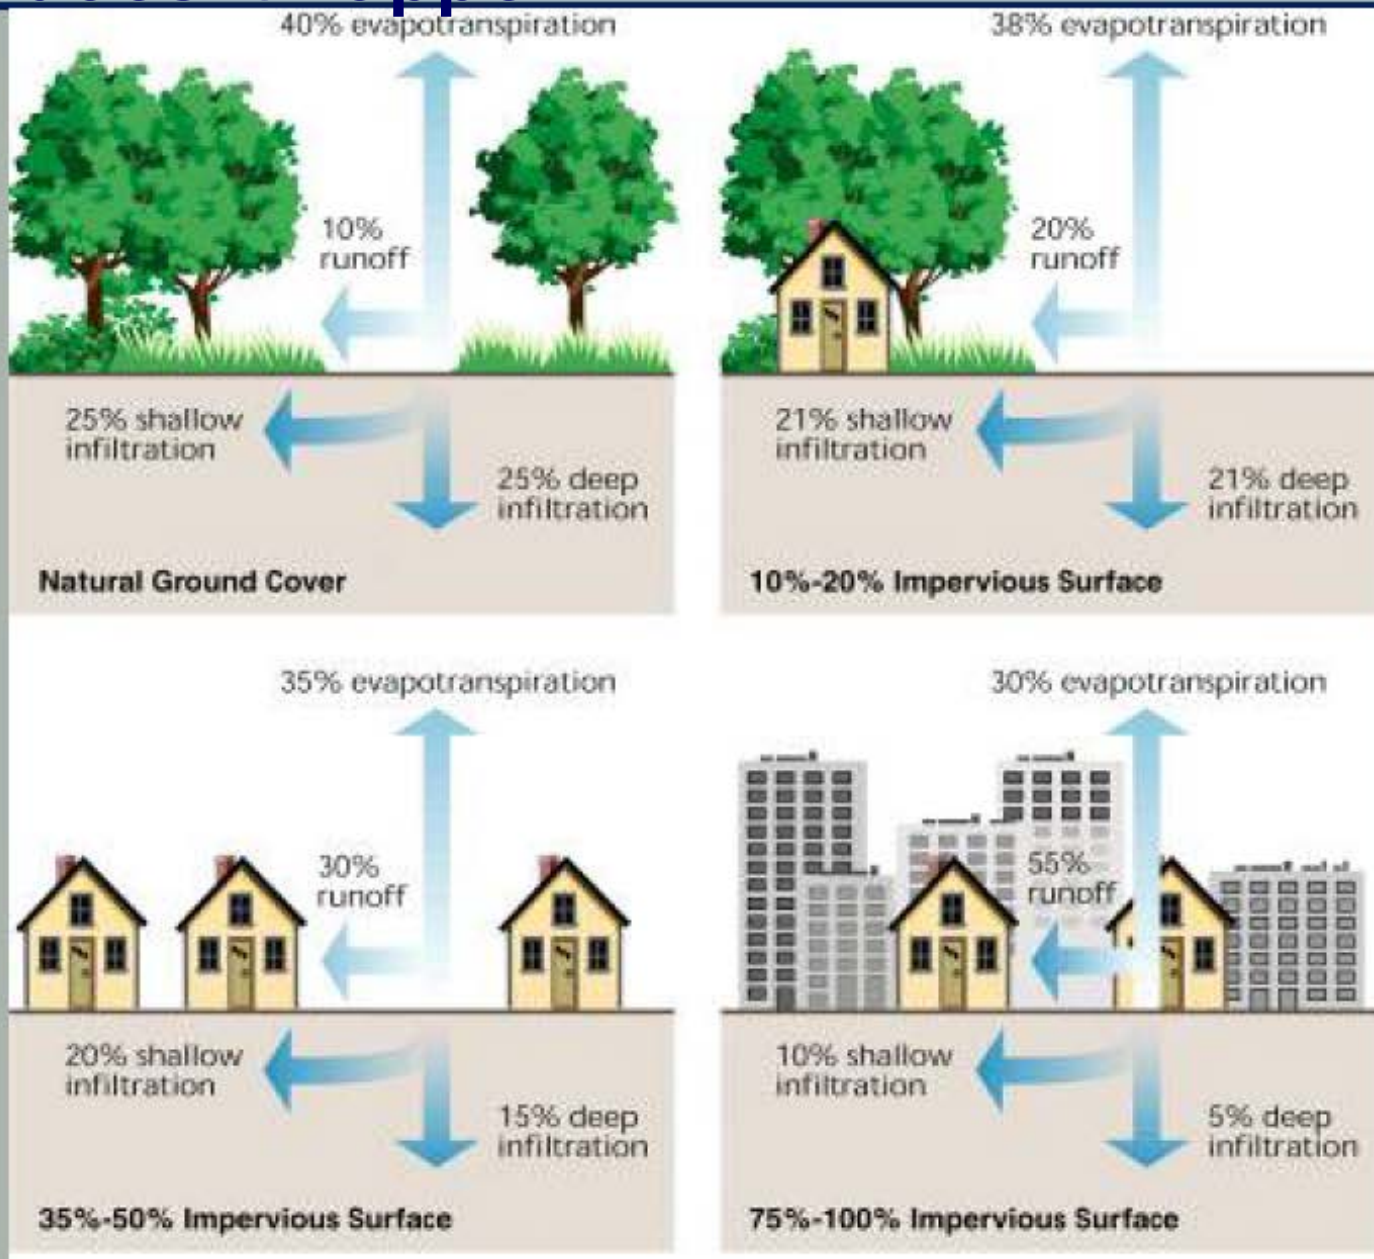 40% evapotranspiration
10%
runoff
25% shallow
infiltration
25% deep
infiltration
Natural Ground Cover
38% evapotranspiration
20%
runoff
21% shallow
infiltration
21% deep
infiltration
10%-20% Impervious Surface
35% evapotranspiration
30%
runoff
20% shallow
infiltration
15% deep
infiltration
35%-50% Impervious Surface
30% evapotranspiration
55%
runoff
10% shallow
infiltration
5% deep
infiltration
75%-100% Impervious Surface